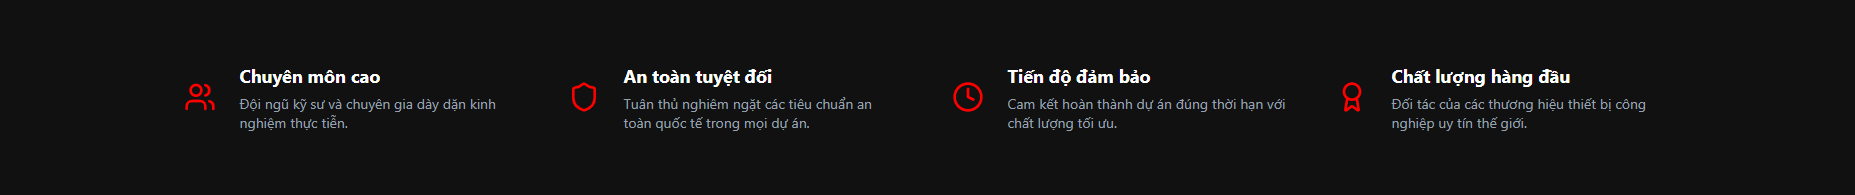 Chuyên môn cao
Đội ngũ kỹ sư và chuyên gia dày dặn kinh
nghiệm thực tiễn.
An toàn tuyệt đối
Tuân thủ nghiêm ngặt các tiêu chuẩn an
toàn quốc tế trong mọi dự án.
Tiến độ đảm bảo
Cam kết hoàn thành dự án đúng thời hạn với
chất lượng tối ưu.
Chất lượng hàng đầu
Đối tác của các thương hiệu thiết bị công
nghiệp uy tín thế giới.